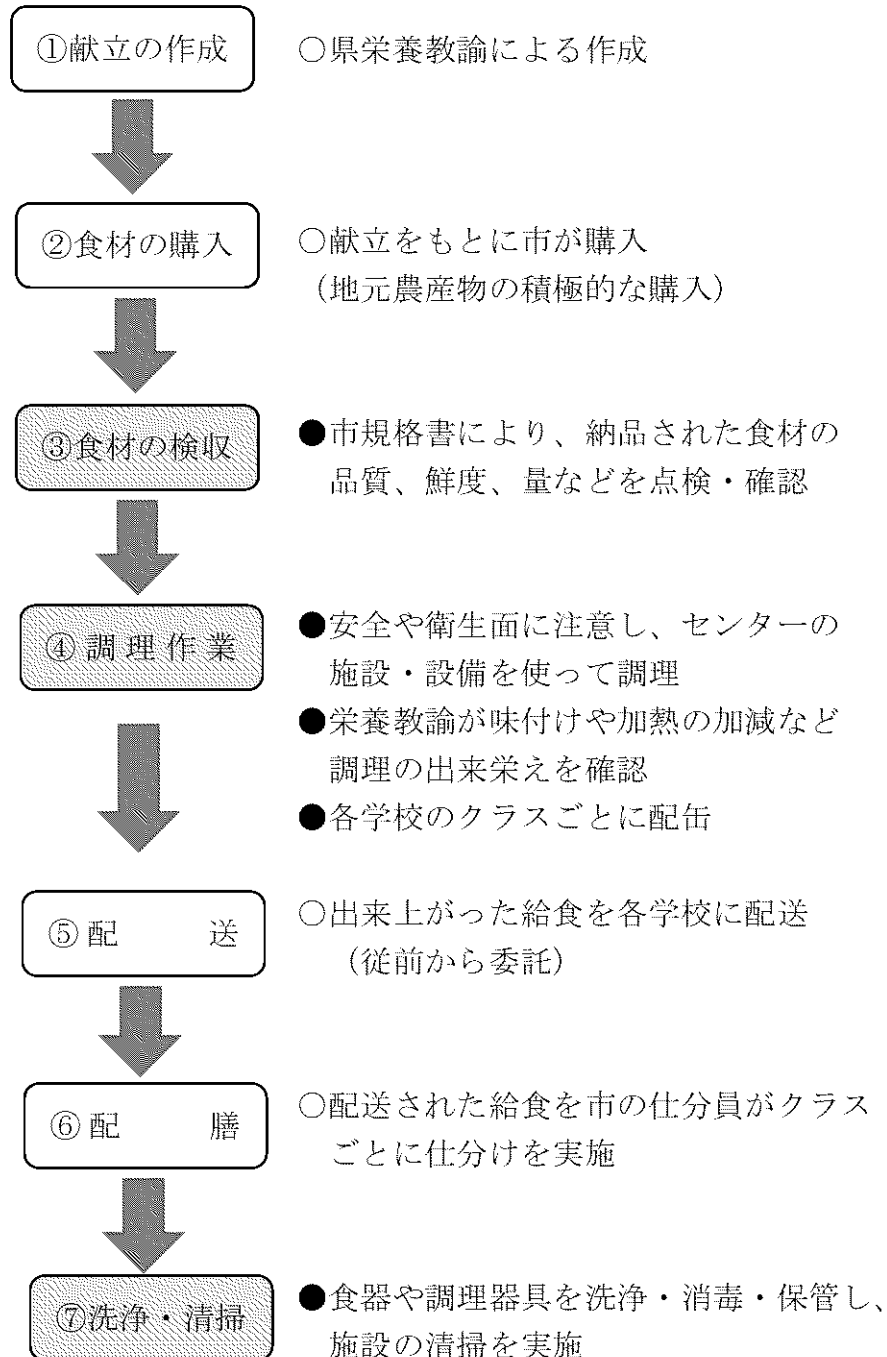 ①献立の作成
○県栄養教諭による作成
②食材の購入
○献立をもとに市が購入
（地元農産物の積極的な購入）
③食材の検収
●市規格書により、納品された食材の
品質、鮮度、量などを点検・確認
④調理作業
●安全や衛生面に注意し、センターの
施設・設備を使って調理
●栄養教諭が味付けや加熱の加減など
調理の出来栄えを確認
●各学校のクラスごとに配缶
⑤配　　送
○出来上がった給食を各学校に配送
（従前から委託）
⑥配　　膳
○配送された給食を市の仕分員がクラス
ごとに仕分けを実施
⑦洗浄・清掃
●食器や調理器具を洗浄・消毒・保管し、
施設の清掃を実施